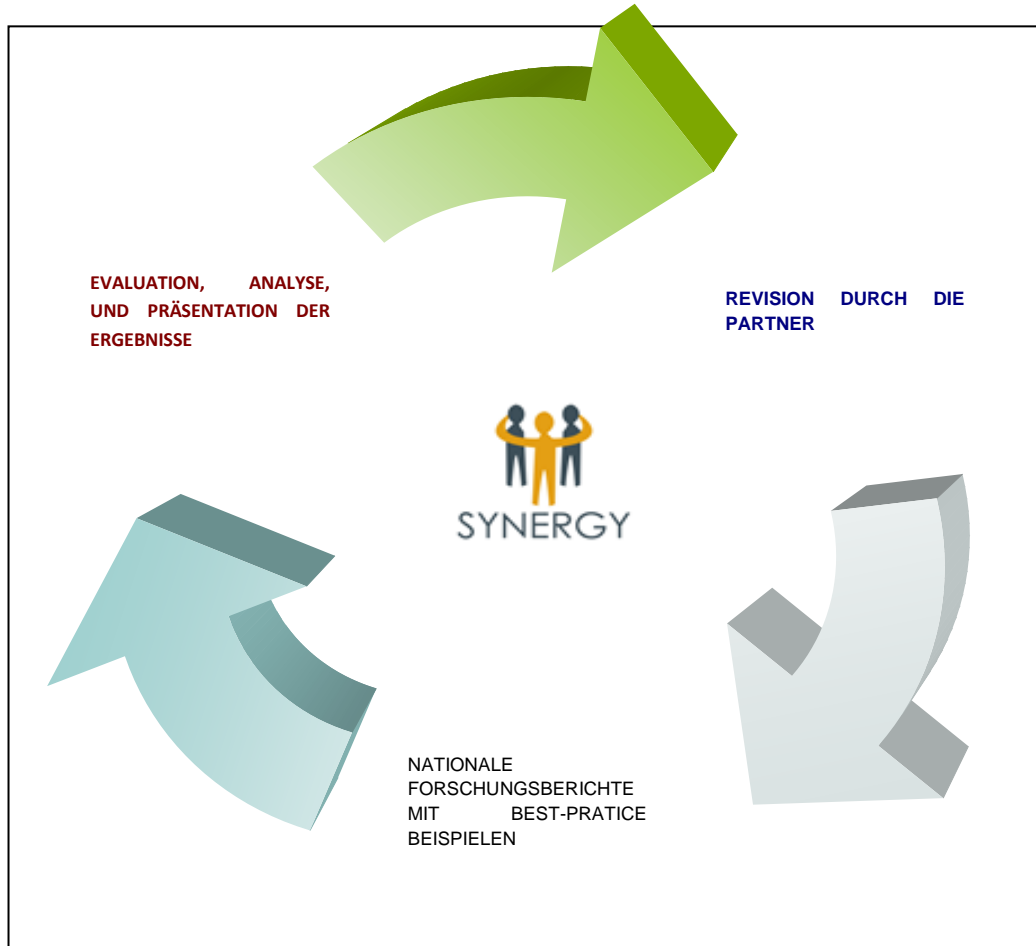 EVALUATION, ANALYSE,
UND PRÄSENTATION DER
ERGEBNISSE
REVISION DURCH DIE
PARTNER
SYNERGY
NATIONALE
FORSCHUNGSBERICHTE
MIT BEST-PRATICE
BEISPIELEN